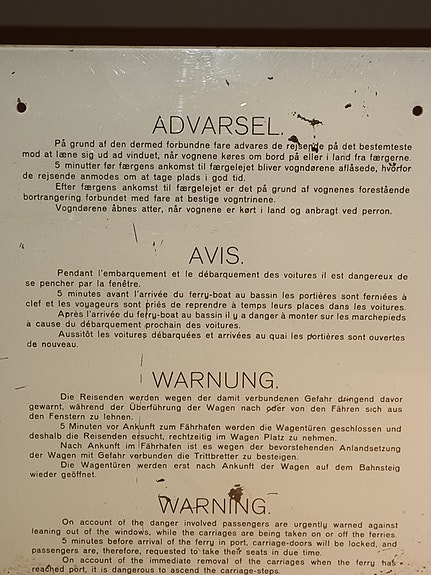 ADVARSEL.
På grund af den dermed forbundne fare advares de rejsende på det bestemteste
mod at læne sig ud ad vinduet, når vognene køres om bord på eller i land fra færgerne.
5 minutter før færgens ankomst til færgelejet bliver vogndørene aflåsede, hvorfor
de rejsende anmodes om at tage plads i god tid.
Efter færgens ankomst til færgelejet er det på grund af vognenes forestående
bortrangering forbundet med fare at bestige vogntrinene.
Vogndørene åbnes atter, når vognene er kørt i land og anbragt ved perron.
AVIS.
Pendant l'embarquement et le débarquement des voitures il est dangereux de
se pencher par la fenêtre.
5 minutes avant l'arrivée du ferry-boat au bassin les portières sont fermées à
clef et les voyageurs sont priés de reprendre à temps leurs places dans les voitures.
Après l'arrivée du ferry-boat au bassin il y a danger à monter sur les marchepieds
à cause du débarquement prochain des voitures.
Aussitôt les voitures débarquées et arrivées au quai les portières sont ouvertes
de nouveau.
WARNUNG.
Die Reisenden werden wegen der damit verbundenen Gefahr dringend davor
gewarnt, während der Überführung der Wagen nach oder von den Fähren sich aus
den Fenstern zu lehnen.
5 Minuten vor Ankunft zum Fährhafen werden die Wagentüren geschlossen und
deshalb die Reisenden ersucht, rechtzeitig im Wagen Platz zu nehmen.
Nach Ankunft im Fährhafen ist es wegen der bevorstehenden Anlandsetzung
der Wagen mit Gefahr verbunden die Trittbretter zu besteigen.
Die Wagentüren werden erst nach Ankunft der Wagen auf dem Bahnsteig
wieder geöffnet.
WARNING.
On account of the danger involved passengers are urgently warned against
leaning out of the windows, while the carriages are being taken on or off the ferries.
5 minutes before arrival of the ferry in port, carriage-doors will be locked, and
passengers are, therefore, requested to take their seats in due time.
On account of the immediate removal of the carriages when the ferry has
reached port, it is dangerous to ascend the carriage-steps.